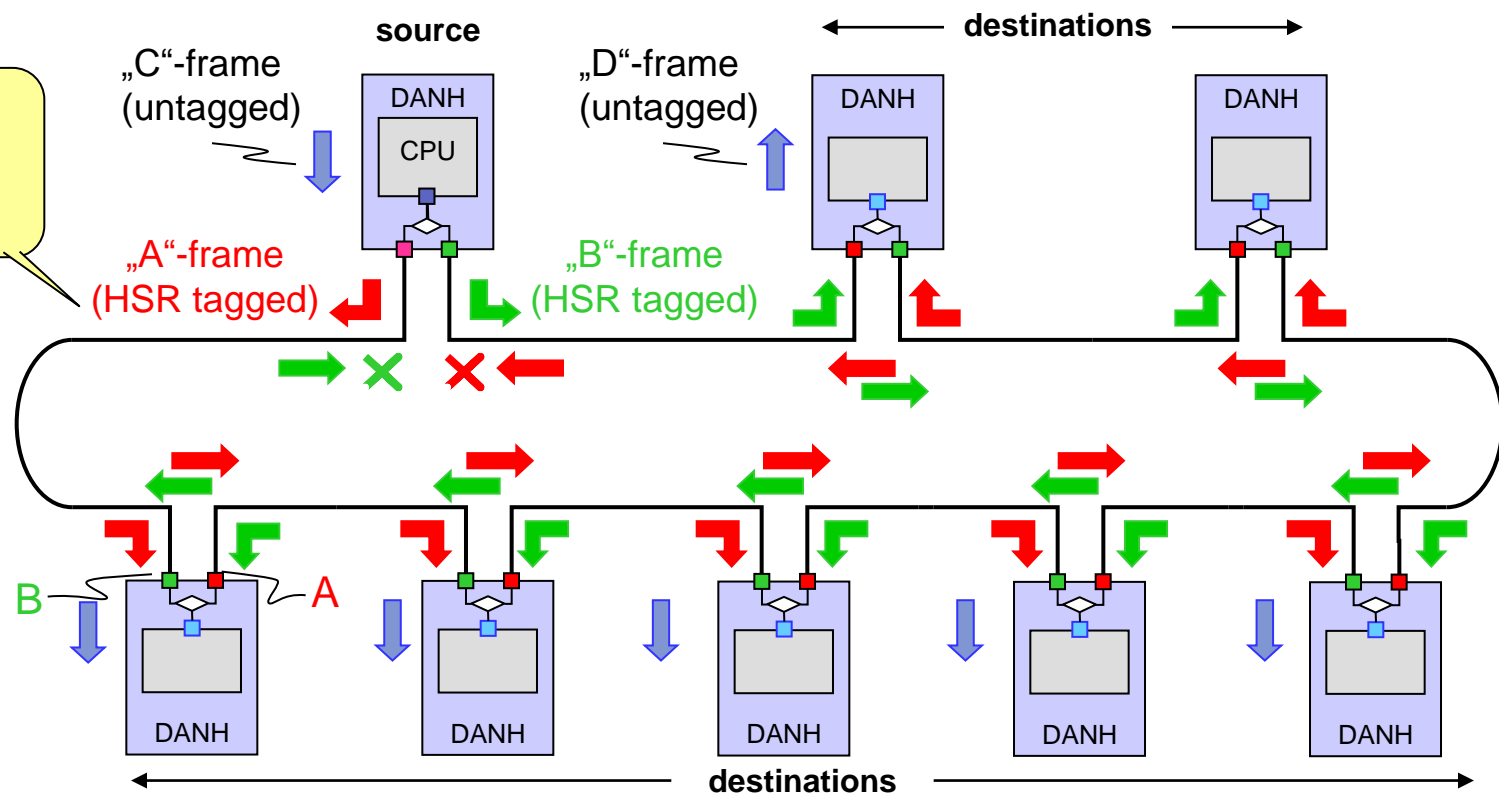 source
destinations
„C“-frame
(untagged)
„D“-frame
(untagged)
DANH
CPU
DANH
DANH
„A“-frame
(HSR tagged)
„B“-frame
(HSR tagged)
B
A
DANH
DANH
DANH
DANH
DANH
destinations